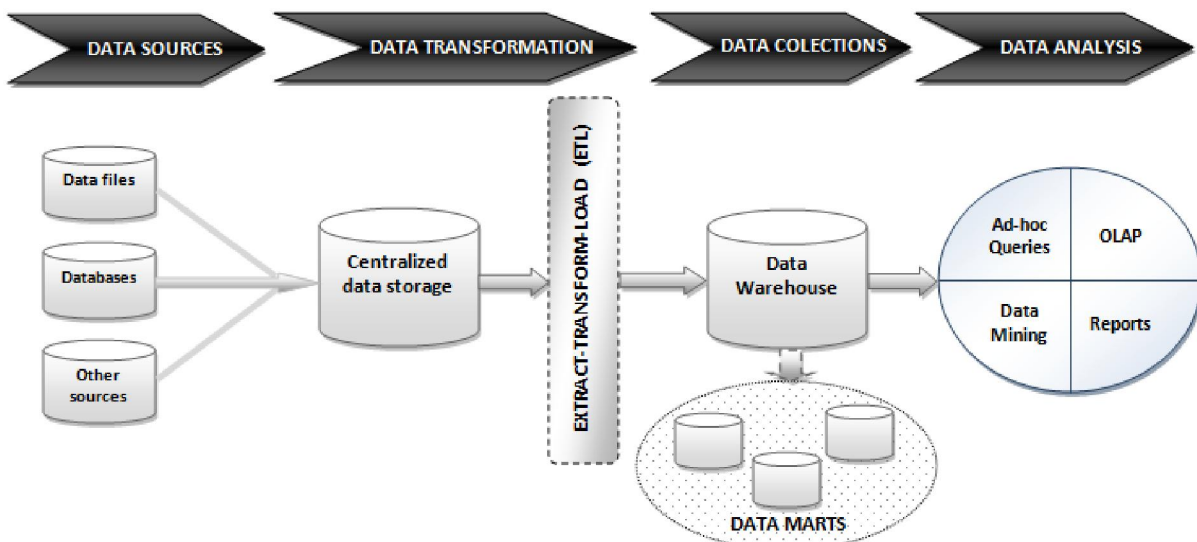 DATA SOURCES
DATA TRANSFORMATION
DATA COLECTIONS
DATA ANALYSIS
Data files
Databases
Other
sources
Centralized
data storage
EXTRACT-TRANSFORM-LOAD (ETL)
Data
Warehouse
DATA MARTS
Ad-hoc
Queries
OLAP
Data
Mining
Reports